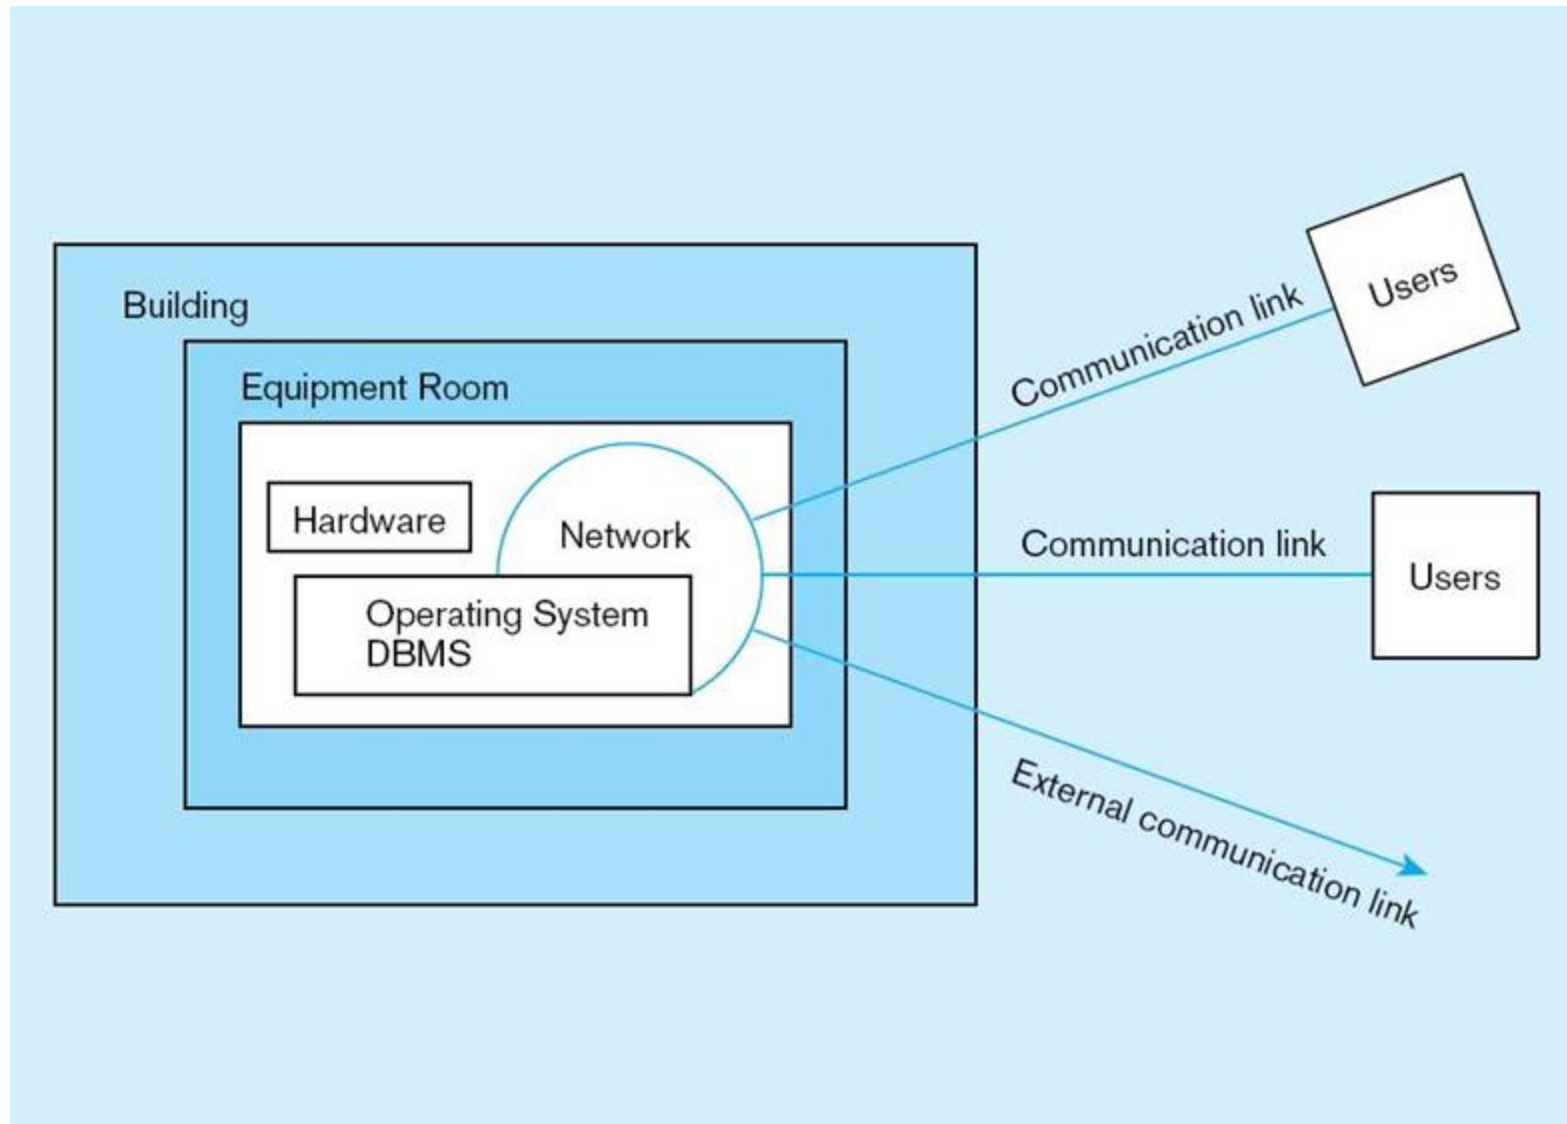 Building
Equipment Room
Hardware
Network
Operating System
DBMS
Communication link
Users
Communication link
Users
External communication link